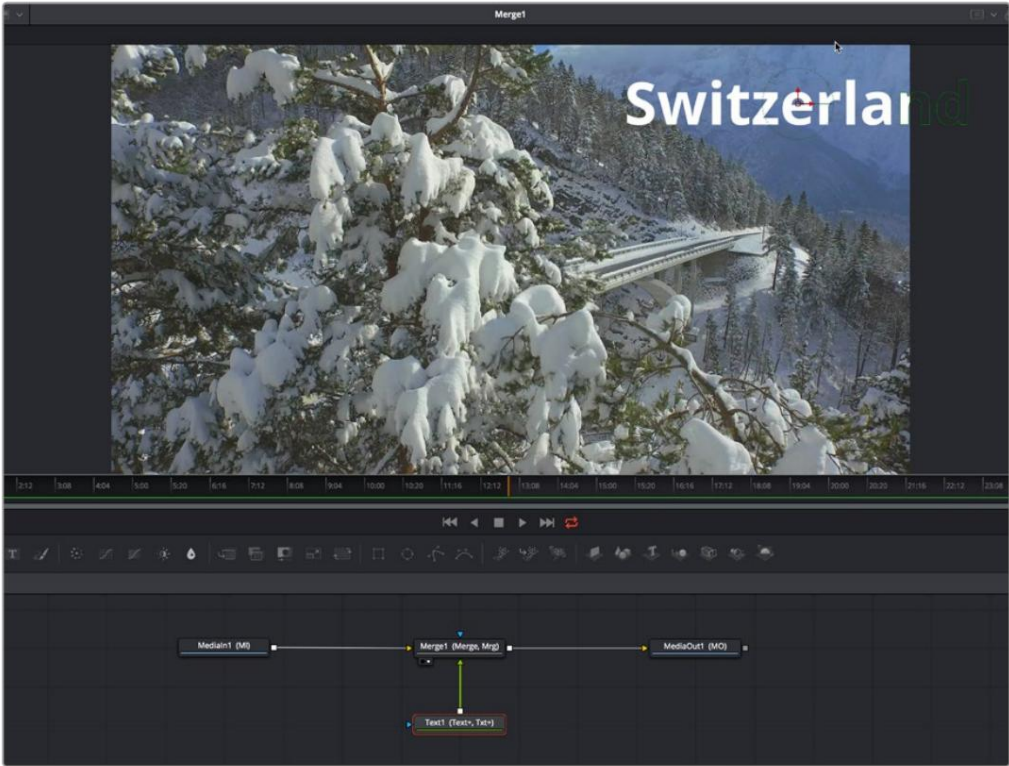 Merge1
Switzerland
2:12 3:08 4:04 5:00 5:20 6:16 7:12 8:08 9:04 10:00 10:20 11:16 12:12 13:08 14:04 15:00 15:20 16:16 17:12 18:08 19:04 20:00 20:20 21:16 22:12 23:08
T
MediaIn1 (MI)
Merge1 (Merge, Mrg)
MediaOut1 (MO)
Text1 (Text+, Txt+)